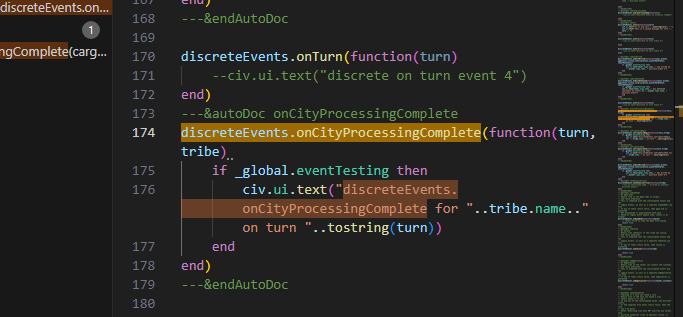 discreteEvents.on...
1
ngComplete(carg...
167 end)
168 ---&endAutoDoc
169
170 discreteEvents.onTurn(function(turn)
171 --civ.ui.text("discrete on turn event 4")
172 end)
173 ---&autoDoc onCityProcessingComplete
174 discreteEvents.onCityProcessingComplete(function(turn,
tribe)
175 if _global.eventTesting then
176 civ.ui.text("discreteEvents.
onCityProcessingComplete for "..tribe.name.."
on turn "..tostring(turn))
177 end
178 end)
179 ---&endAutoDoc
180